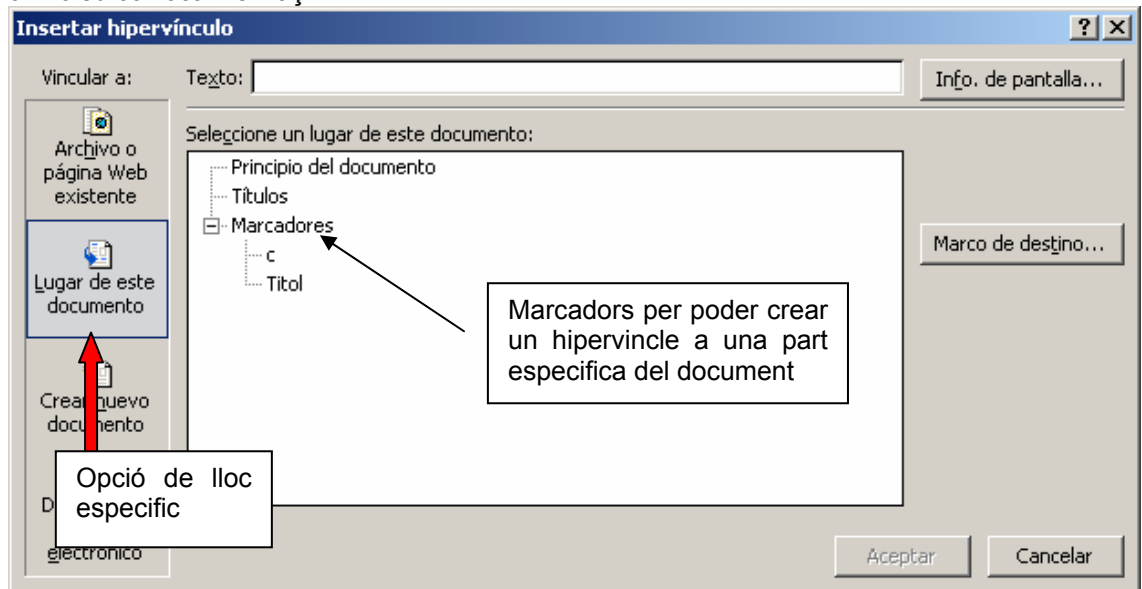 Insertar hipervínculo
Vincular a:
Texto:
Info. de pantalla...
Archivo o
página Web
existente
Seleccione un lugar de este documento:
Principio del documento
Títulos
Marcadores
c
Titol
Lugar de este
documento
Marco de destino...
Marcadors per poder crear
un hipervincle a una part
especifica del document
Crear nuevo
documento
Opció de lloc
especific
electrónico
Aceptar
Cancelar